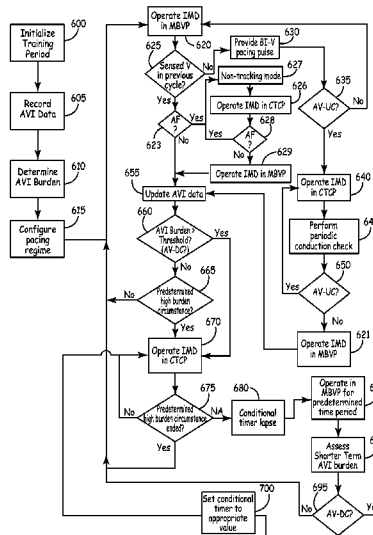 600
Initialize
Training
Period
605
Record
AVI Data
610
Determine
AVI Burden
615
Configure
pacing
regime
Operate IMD in
MBVP
620
625
Sensed V
in previous
cycle?
No
Yes
630
Provide BI-V
pacing pulse
627
Non-tracking mode
626
Operate IMD in CTCP
AF
?
623
Yes
No
628
AF
?
Yes
No
629
Operate IMD in MBVP
635
AV-UC?
No
Yes
Operate IMD in
CTCP
640
Perform
periodic
conduction check
650
AV-UC?
Yes
No
Operate IMD
in MBVP
621
655
Update AVI data
660
AVI Burden >
Threshold?
(AV-DC?)
Yes
No
665
Predetermined
high burden
circumstance?
No
Yes
670
Operate IMD
in CTCP
675
Predetermined
high burden circumstance
ended?
No
NA
Yes
680
Conditional
timer lapse
Operate in
MBVP for
predetermined
time period
Assess
Shorter Term
AVI burden
695
AV-DC?
No
700
Set conditional
timer to
appropriate
value